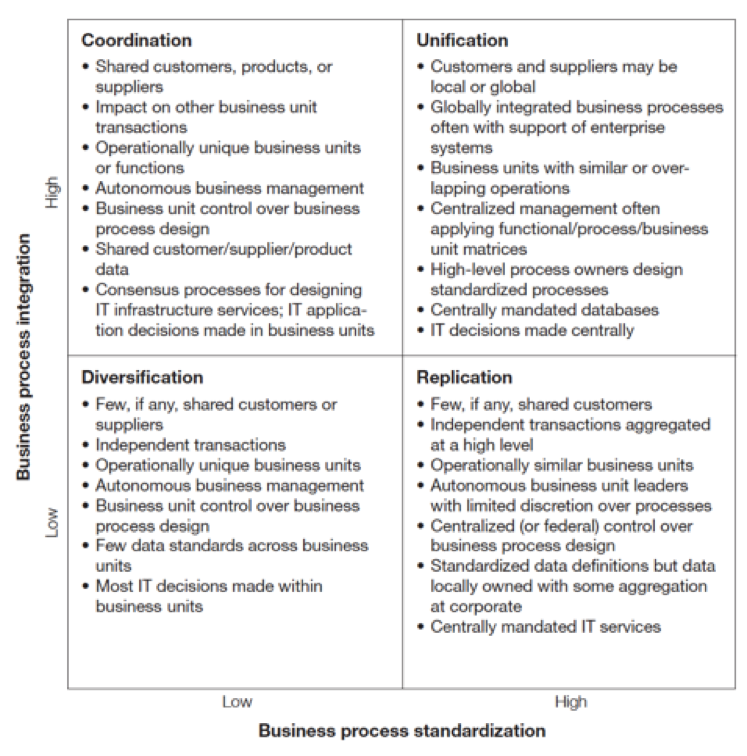 Coordination
• Shared customers, products, or
suppliers
• Impact on other business unit
transactions
• Operationally unique business units
or functions
• Autonomous business management
• Business unit control over business
process design
• Shared customer/supplier/product
data
• Consensus processes for designing
IT infrastructure services; IT applica-
tion decisions made in business units
Unification
• Customers and suppliers may be
local or global
• Globally integrated business processes
often with support of enterprise
systems
• Business units with similar or over-
lapping operations
• Centralized management often
applying functional/process/business
unit matrices
• High-level process owners design
standardized processes
• Centrally mandated databases
• IT decisions made centrally
High
Business process integration
Diversification
• Few, if any, shared customers or
suppliers
• Independent transactions
• Operationally unique business units
• Autonomous business management
• Business unit control over business
process design
• Few data standards across business
units
• Most IT decisions made within
business units
Replication
• Few, if any, shared customers
• Independent transactions aggregated
at a high level
• Operationally similar business units
• Autonomous business unit leaders
with limited discretion over processes
• Centralized (or federal) control over
business process design
• Standardized data definitions but data
locally owned with some aggregation
at corporate
• Centrally mandated IT services
Low
Low
High
Business process standardization